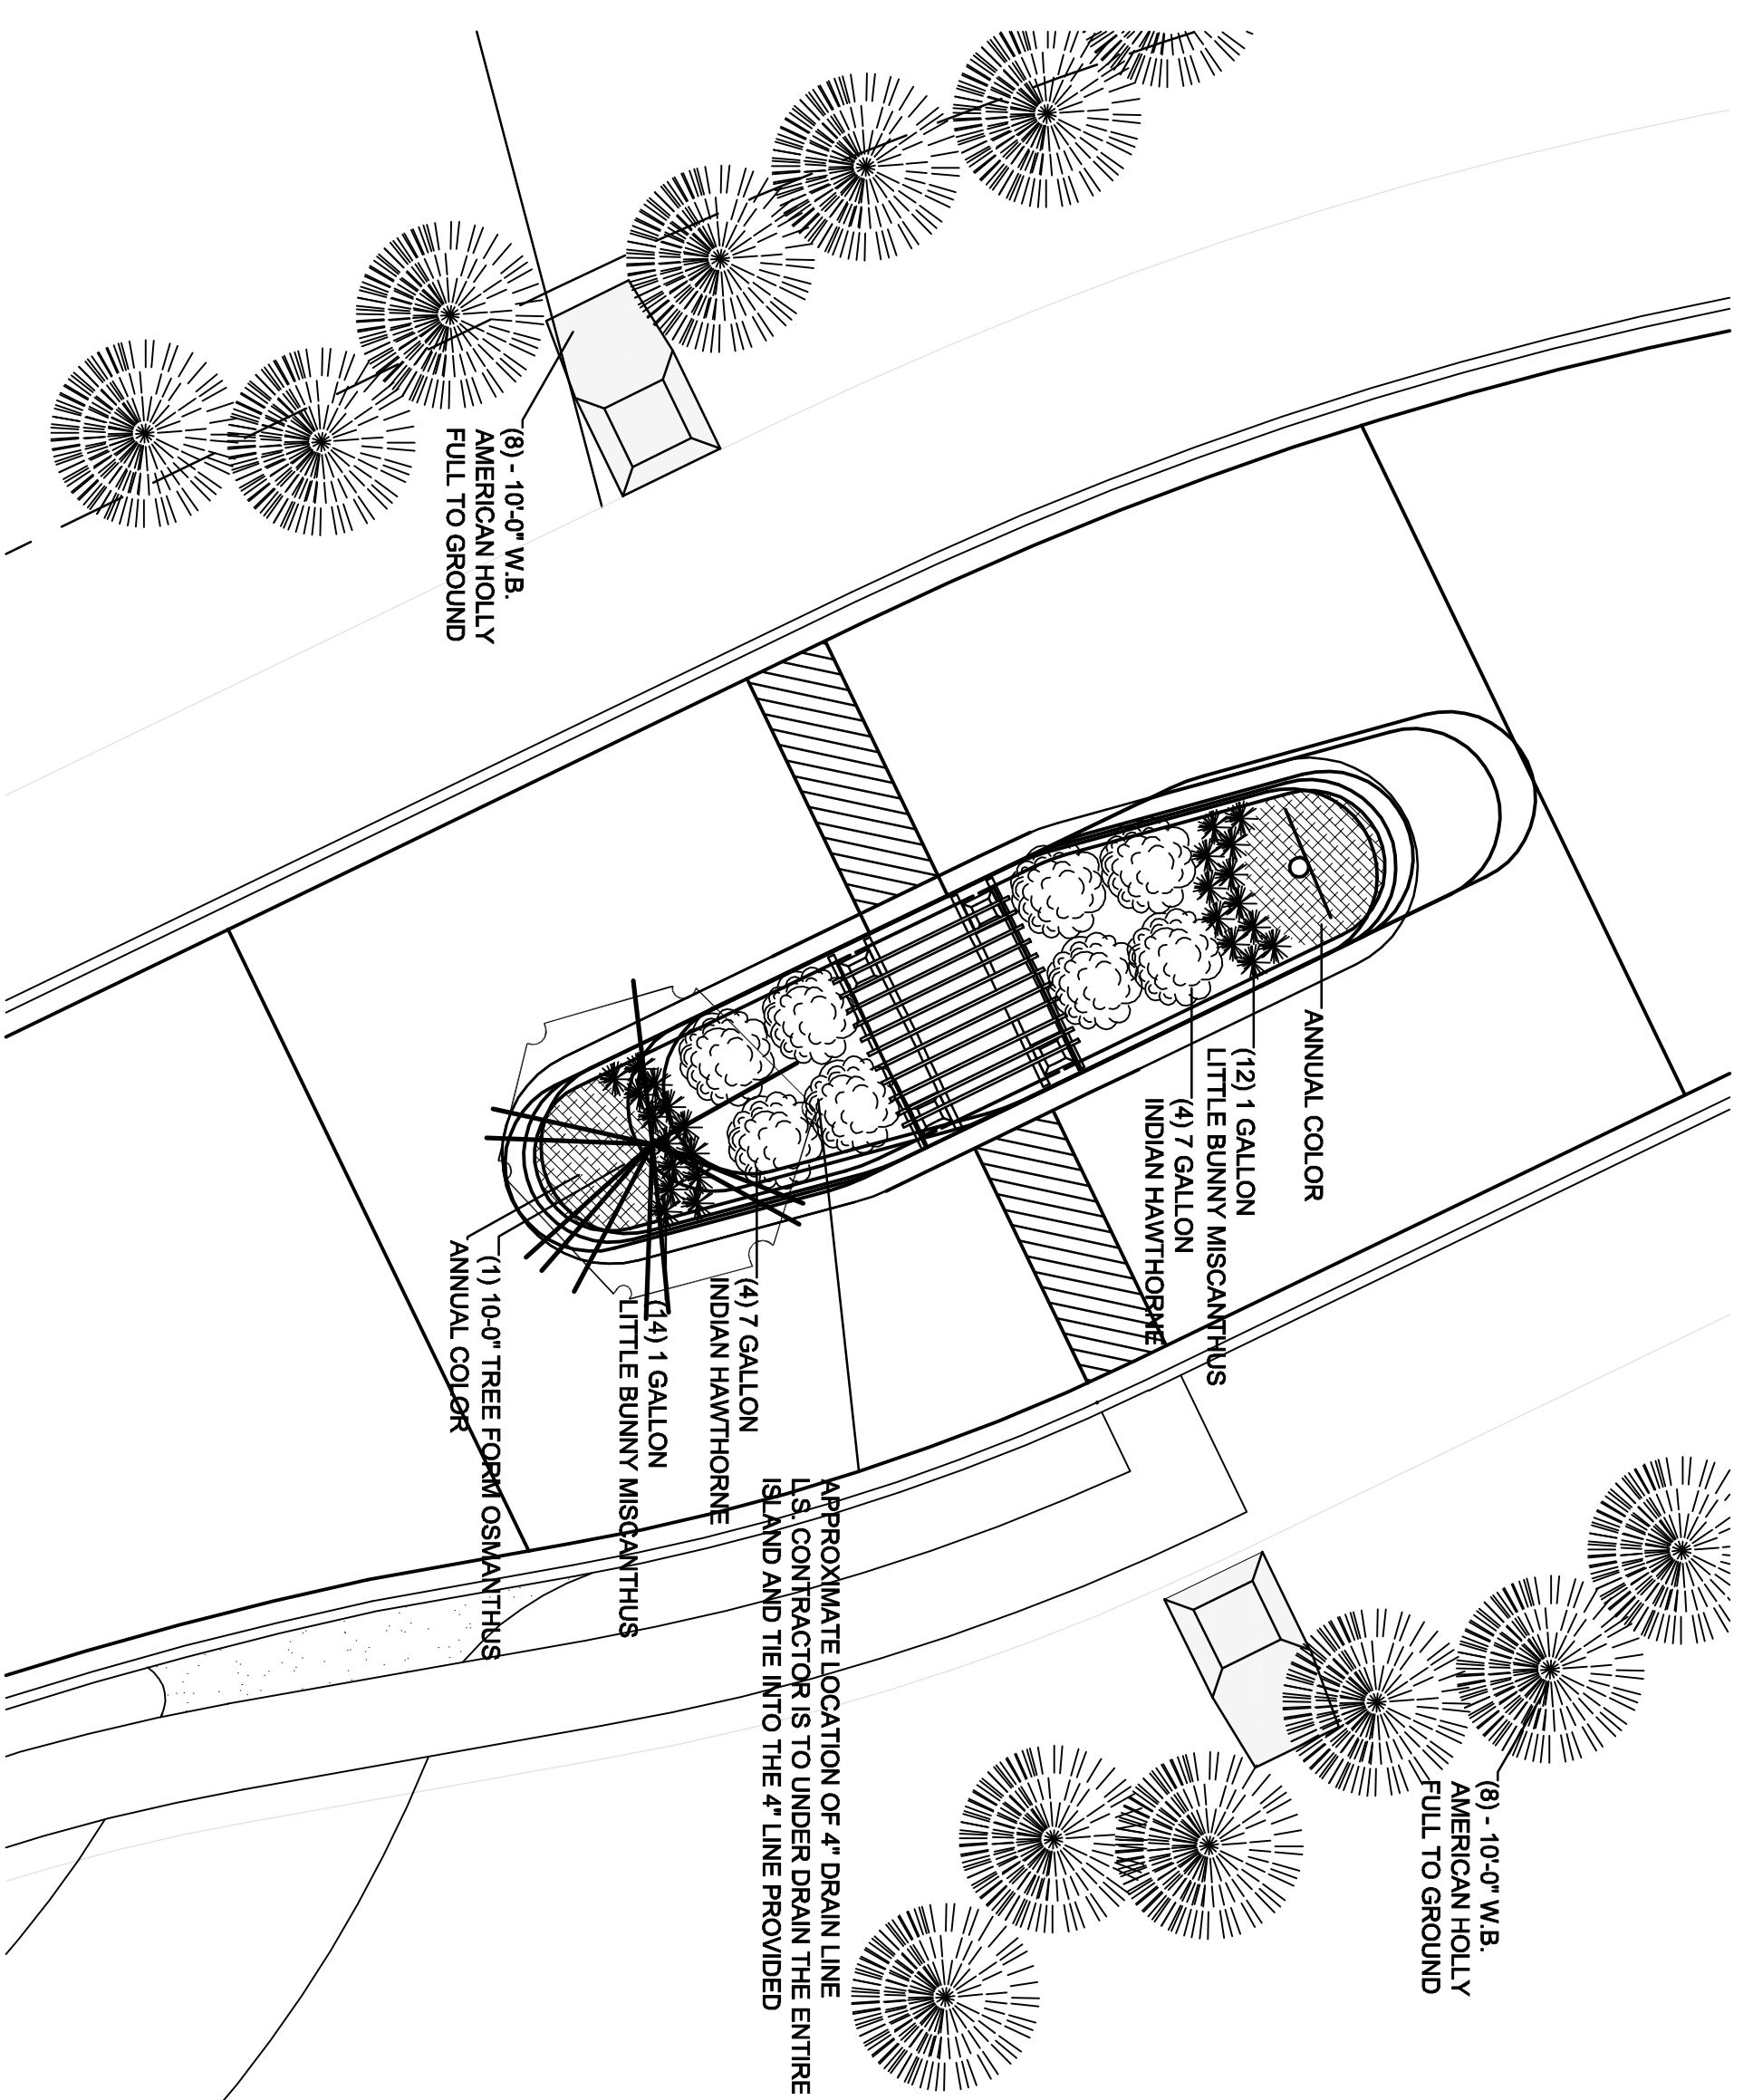 (8) - 10'-0" W.B.
AMERICAN HOLLY
FULL TO GROUND
ANNUAL COLOR
(12) 1 GALLON
LITTLE BUNNY MISCANTHUS
(4) 7 GALLON
INDIAN HAWTHORNE
(4) 7 GALLON
INDIAN HAWTHORNE
(14) 1 GALLON
LITTLE BUNNY MISCANTHUS
(1) 10-0" TREE FORM OSMANTHUS
ANNUAL COLOR
APPROXIMATE LOCATION OF 4" DRAIN LINE
L.S. CONTRACTOR IS TO UNDER DRAIN THE ENTIRE
ISLAND AND TIE INTO THE 4" LINE PROVIDED
(8) - 10'-0" W.B.
AMERICAN HOLLY
FULL TO GROUND